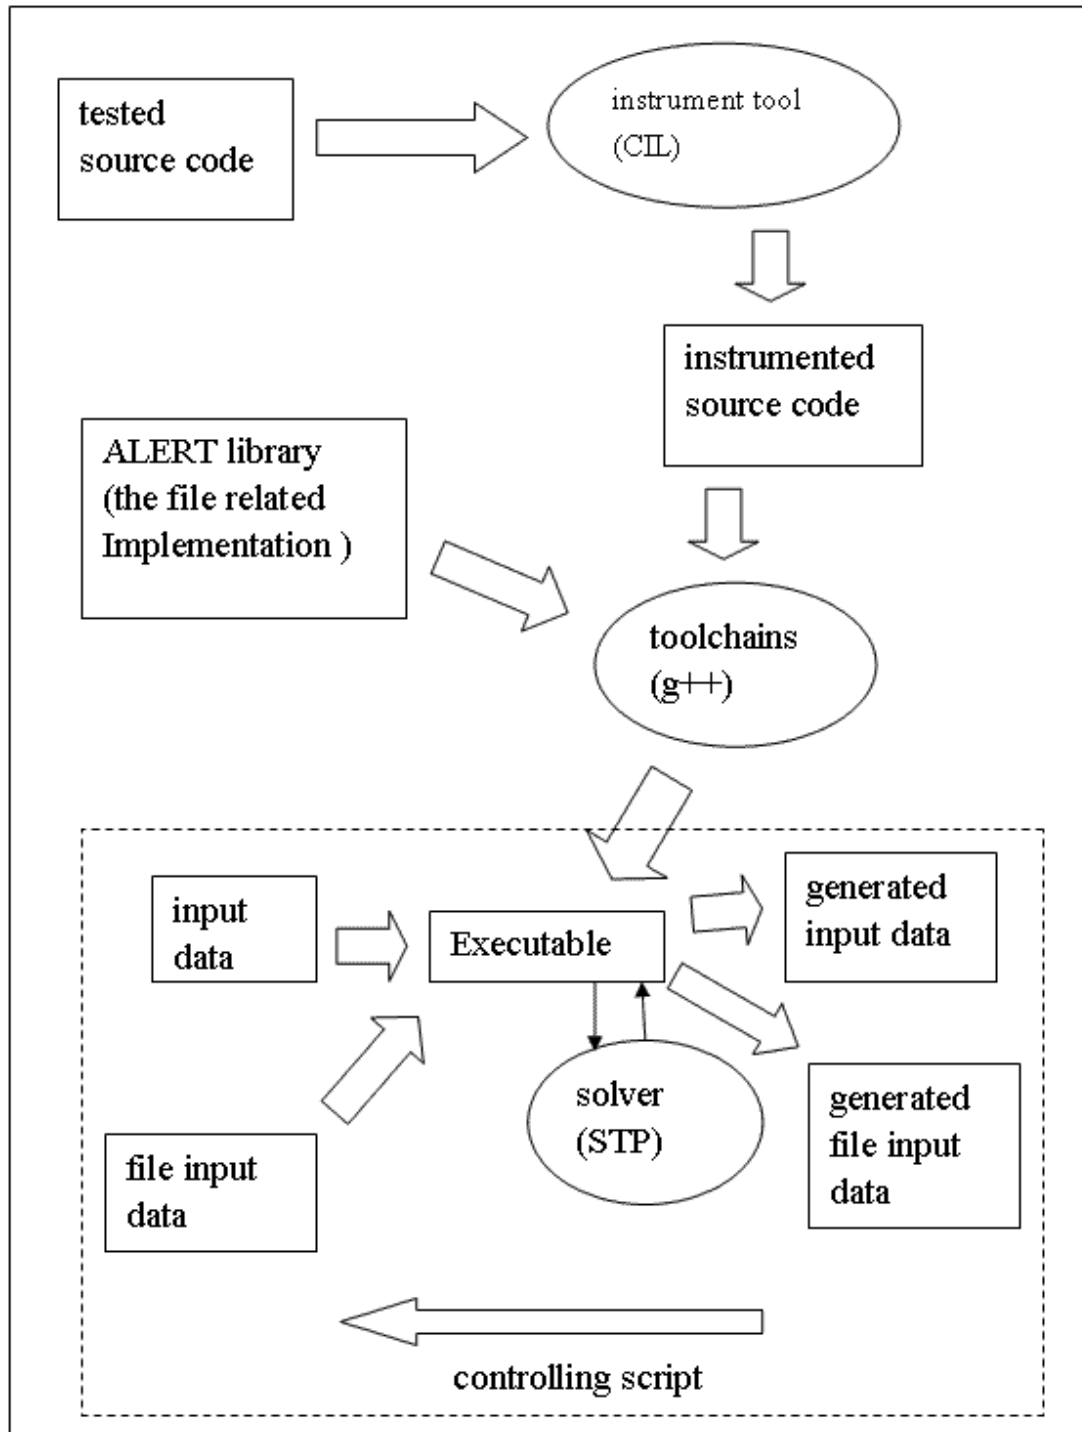 tested
source code
instrument tool
(CIL)
instrumented
source code
ALERT library
(the file related
Implementation )
toolchains
(g++)
input
data
Executable
generated
input data
solver
(STP)
file input
data
generated
file input
data
controlling script